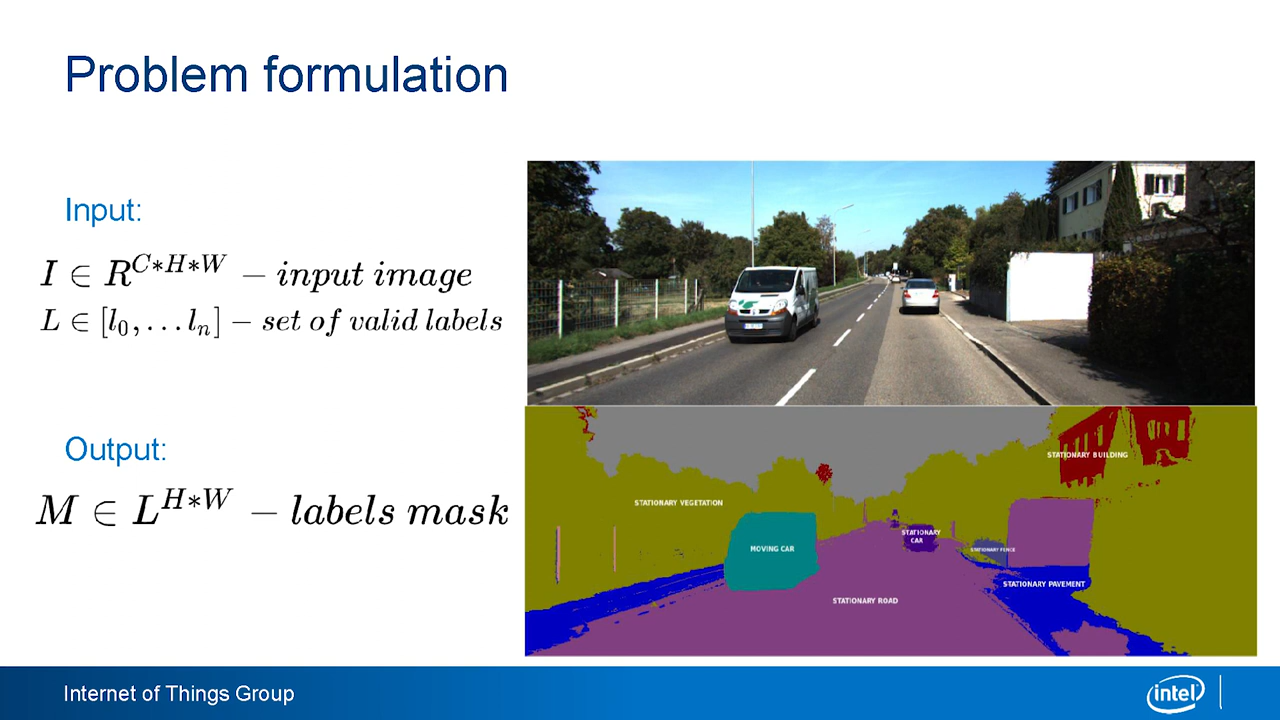 Problem formulation
Input:
I ∈ R^{C*H*W} – input image
L ∈ [l_0, … l_n] – set of valid labels
Output:
M ∈ L^{H*W} – labels mask
STATIONARY BUILDING
STATIONARY VEGETATION
STATIONARY
CAR
MOVING CAR
STATIONARY FENCE
STATIONARY PAVEMENT
STATIONARY ROAD
Internet of Things Group
intel